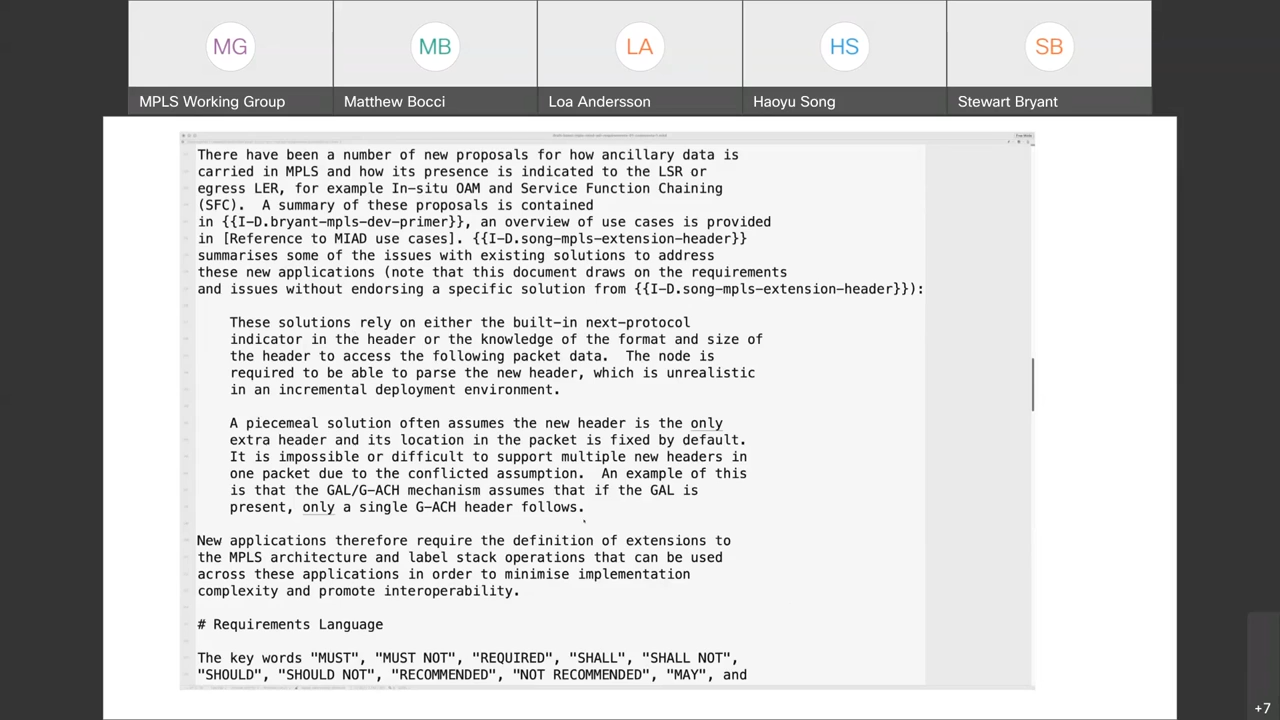 MG
MB
LA
HS
SB
MPLS Working Group
Matthew Bocci
Loa Andersson
Haoyu Song
Stewart Bryant
There have been a number of new proposals for how ancillary data is
carried in MPLS and how its presence is indicated to the LSR or
egress LER, for example In-situ OAM and Service Function Chaining
(SFC).  A summary of these proposals is contained
in {{I-D.bryant-mpls-dev-primer}}, an overview of use cases is provided
in [Reference to MIAD use cases]. {{I-D.song-mpls-extension-header}}
summarises some of the issues with existing solutions to address
these new applications (note that this document draws on the requirements
and issues without endorsing a specific solution from {{I-D.song-mpls-extension-header}}):
These solutions rely on either the built-in next-protocol
indicator in the header or the knowledge of the format and size of
the header to access the following packet data.  The node is
required to be able to parse the new header, which is unrealistic
in an incremental deployment environment.
A piecemeal solution often assumes the new header is the only
extra header and its location in the packet is fixed by default.
It is impossible or difficult to support multiple new headers in
one packet due to the conflicted assumption.  An example of this
is that the GAL/G-ACH mechanism assumes that if the GAL is
present, only a single G-ACH header follows.
New applications therefore require the definition of extensions to
the MPLS architecture and label stack operations that can be used
across these applications in order to minimise implementation
complexity and promote interoperability.
# Requirements Language
The key words "MUST", "MUST NOT", "REQUIRED", "SHALL", "SHALL NOT",
"SHOULD", "SHOULD NOT", "RECOMMENDED", "NOT RECOMMENDED", "MAY", and
+7